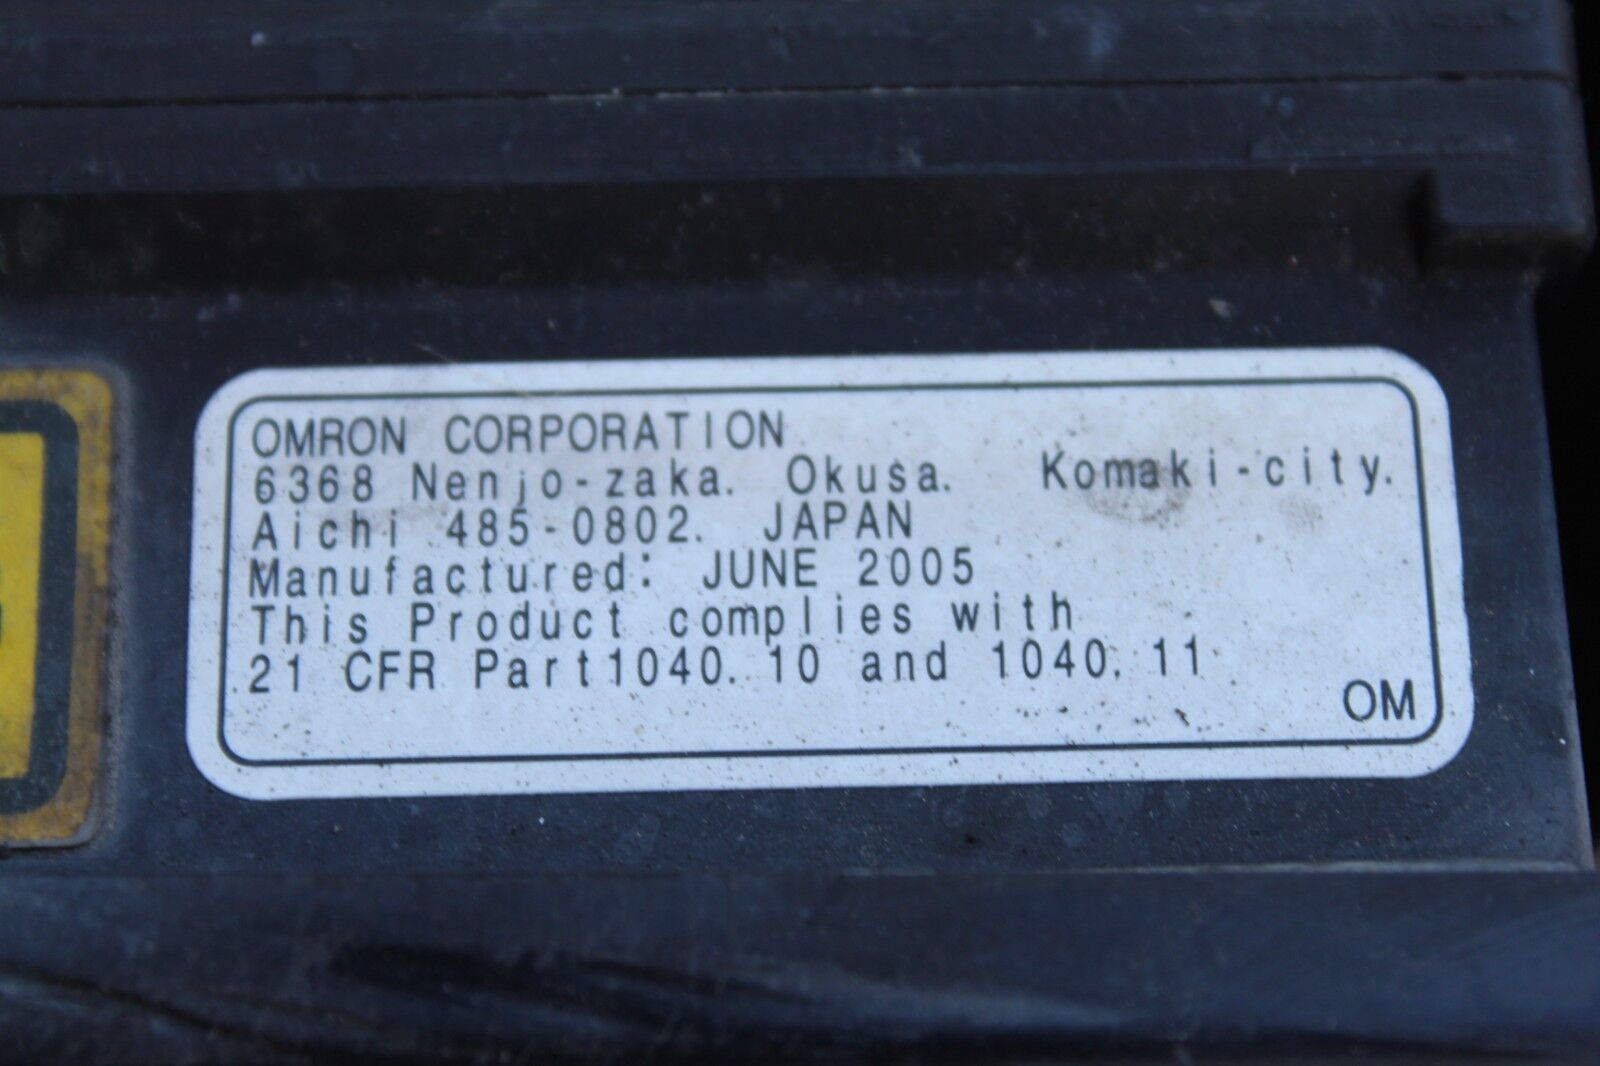 OMRON CORPORATION
6368 Nenjo-zaka. Okusa. Komaki-city.
Aichi 485-0802. JAPAN
Manufactured: JUNE 2005
This Product complies with
21 CFR Part1040.10 and 1040.11
OM